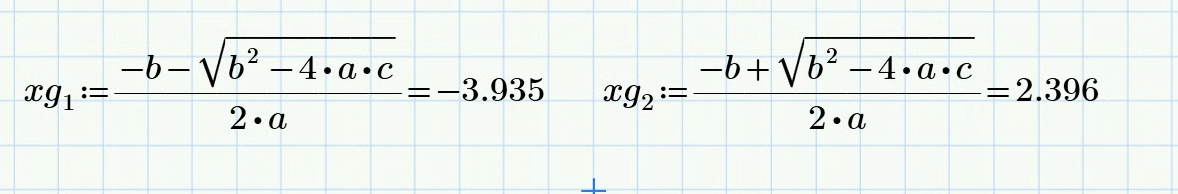 xg₁:=(-b-√(b²-4•a•c))/(2•a)=-3.935 xg₂:=(-b+√(b²-4•a•c))/(2•a)=2.396